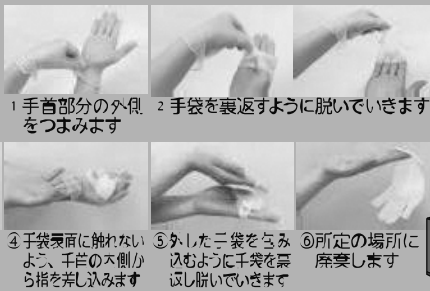 1 手首部分の外側
をつまみます
2 手袋を裏返すように脱いでいきます
④手袋表面に触れない
よう、手首の内側か
ら指を差し込みます
⑤外した手袋を包み
込むように手袋を裏
返し脱いでいきます
⑥所定の場所に
廃棄します